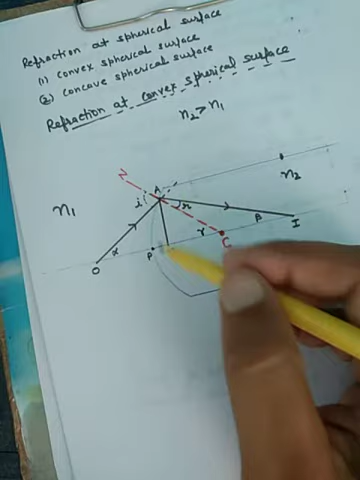 Refraction at spherical surface
(1) convex spherical surface
(2) concave spherical surface
Refraction at convex spherical surface
n₂>n₁
N
A
i
r
n₂
n₁
β
I
γ
C
α
P
O